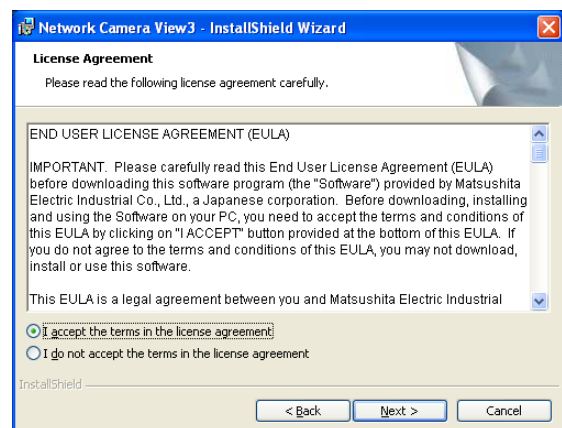 Network Camera View3 - InstallShield Wizard
License Agreement
Please read the following license agreement carefully.
END USER LICENSE AGREEMENT (EULA)
IMPORTANT.  Please carefully read this End User License Agreement (EULA)
before downloading this software program (the "Software") provided by Matsushita
Electric Industrial Co., Ltd., a Japanese corporation.  Before downloading, installing
and using the Software on your PC, you need to accept the terms and conditions of
this EULA by clicking on "I ACCEPT" button provided at the bottom of this EULA.  If
you do not agree to the terms and conditions of this EULA, you may not download,
install or use this software.
This EULA is a legal agreement between you and Matsushita Electric Industrial
I accept the terms in the license agreement
I do not accept the terms in the license agreement
InstallShield
< Back
Next >
Cancel